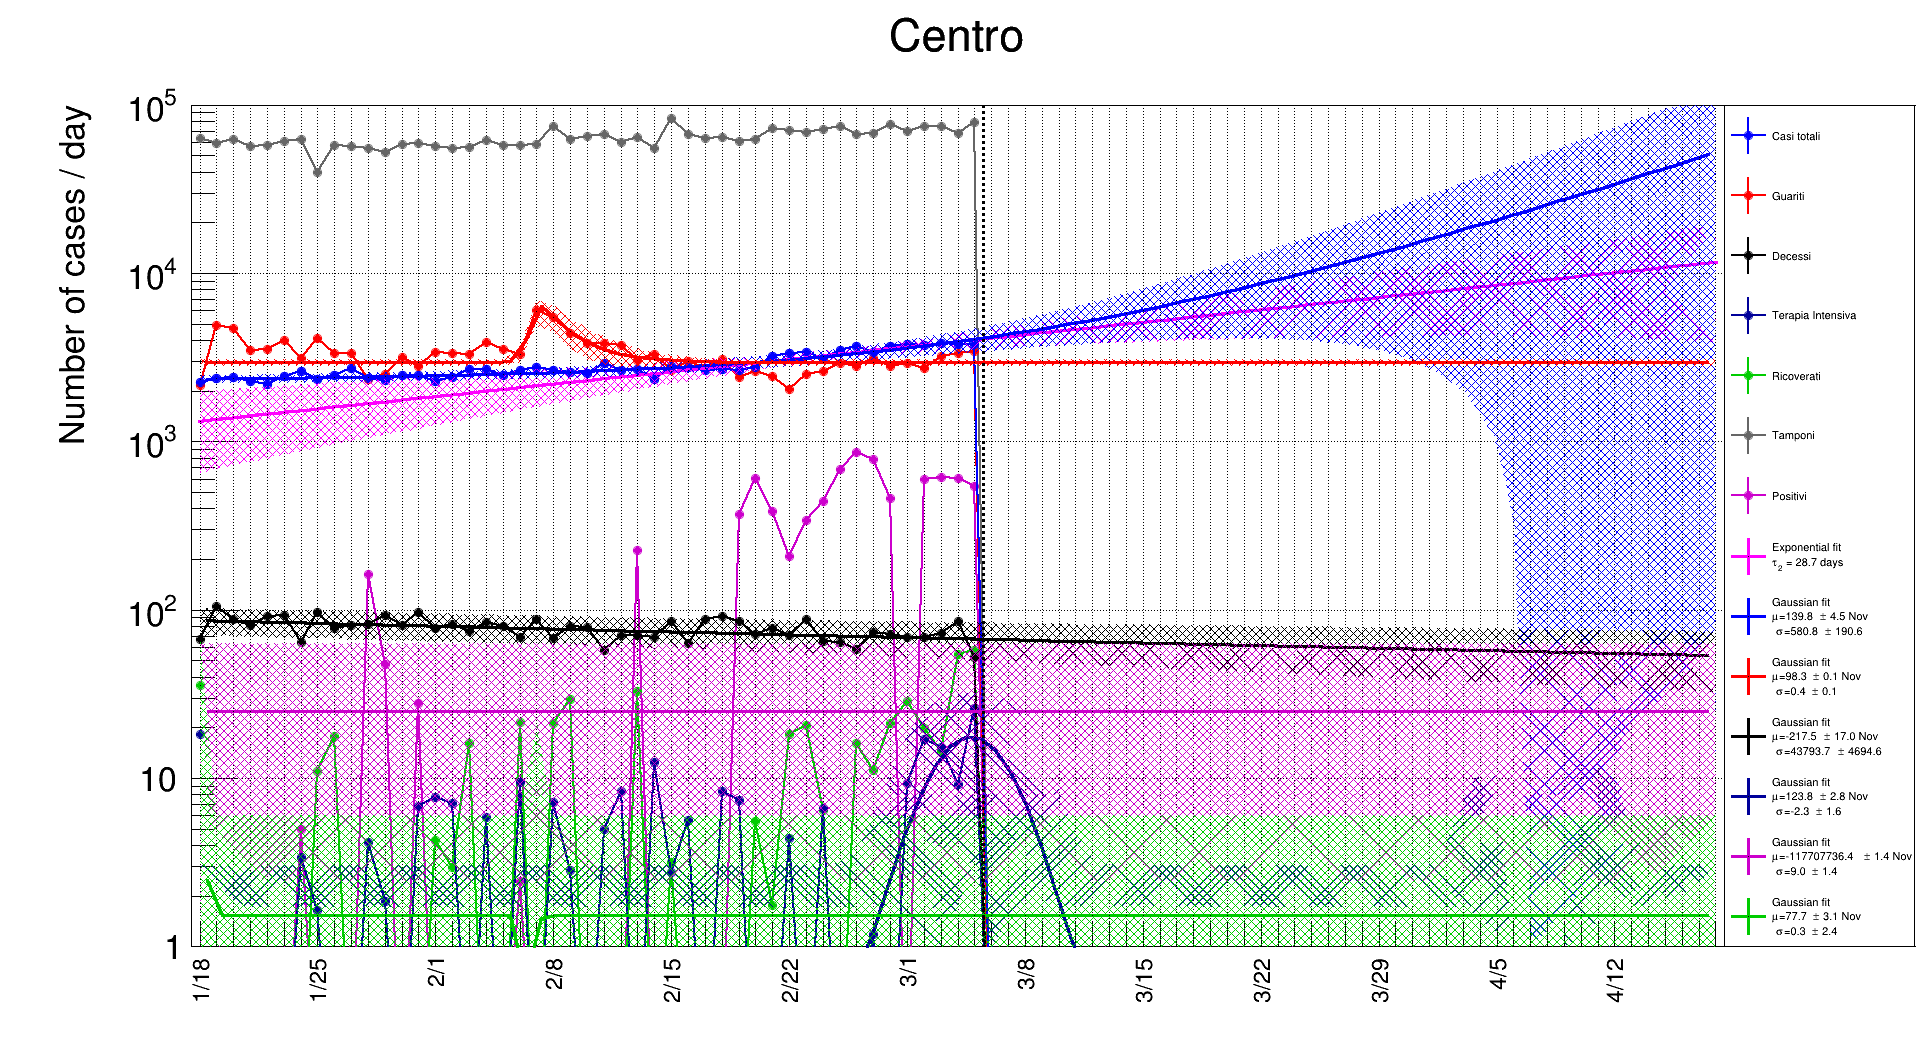 Centro
Number of cases / day
10^5
10^4
10^3
10^2
10
1
1/18
1/25
2/1
2/8
2/15
2/22
3/1
3/8
3/15
3/22
3/29
4/5
4/12
Casi totali
Guariti
Decessi
Terapia Intensiva
Ricoverati
Tamponi
Positivi
Exponential fit
τ2 = 28.7 days
Gaussian fit
μ=139.8 ± 4.5 Nov
σ=580.8 ± 190.6
Gaussian fit
μ=98.3 ± 0.1 Nov
σ=0.4 ± 0.1
Gaussian fit
μ=-217.5 ± 17.0 Nov
σ=43793.7 ± 4694.6
Gaussian fit
μ=123.8 ± 2.8 Nov
σ=-2.3 ± 1.6
Gaussian fit
μ=-117707736.4 ± 1.4 Nov
σ=9.0 ± 1.4
Gaussian fit
μ=77.7 ± 3.1 Nov
σ=0.3 ± 2.4